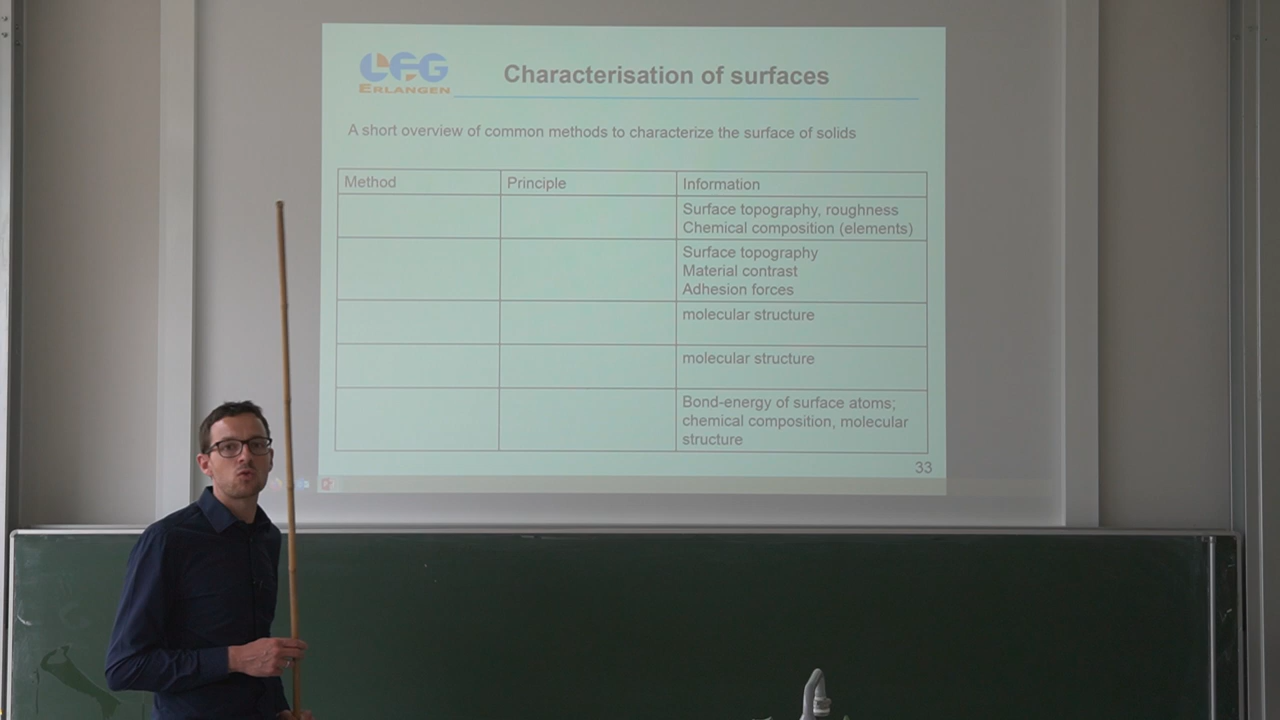 LFG
ERLANGEN
Characterisation of surfaces
A short overview of common methods to characterize the surface of solids
Method
Principle
Information
Surface topography, roughness
Chemical composition (elements)
Surface topography
Material contrast
Adhesion forces
molecular structure
molecular structure
Bond-energy of surface atoms;
chemical composition, molecular
structure
33